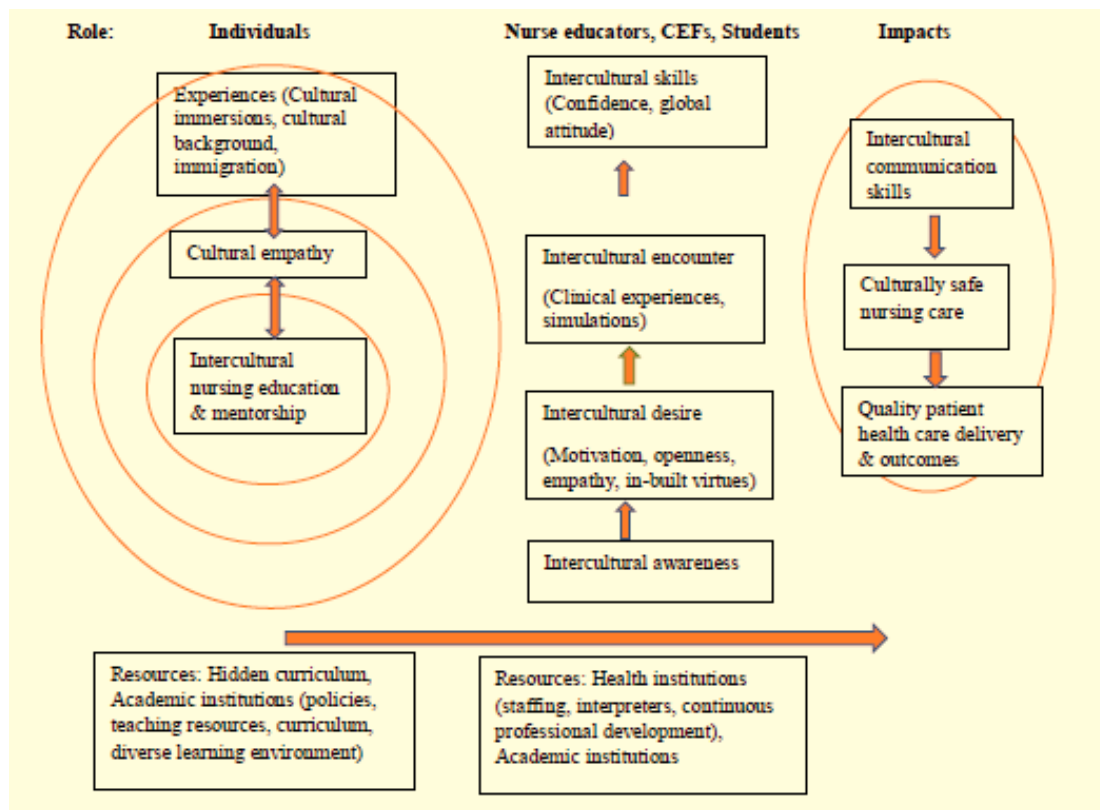 Role: Individuals Nurse educators, CEFs, Students Impacts
Experiences (Cultural
immersions, cultural
background,
immigration)
Cultural empathy
Intercultural
nursing education
& mentorship
Intercultural skills
(Confidence, global
attitude)
Intercultural encounter
(Clinical experiences,
simulations)
Intercultural desire
(Motivation, openness,
empathy, in-built virtues)
Intercultural awareness
Intercultural
communication
skills
Culturally safe
nursing care
Quality patient
health care delivery
& outcomes
Resources: Hidden curriculum,
Academic institutions (policies,
teaching resources, curriculum,
diverse learning environment)
Resources: Health institutions
(staffing, interpreters, continuous
professional development),
Academic institutions